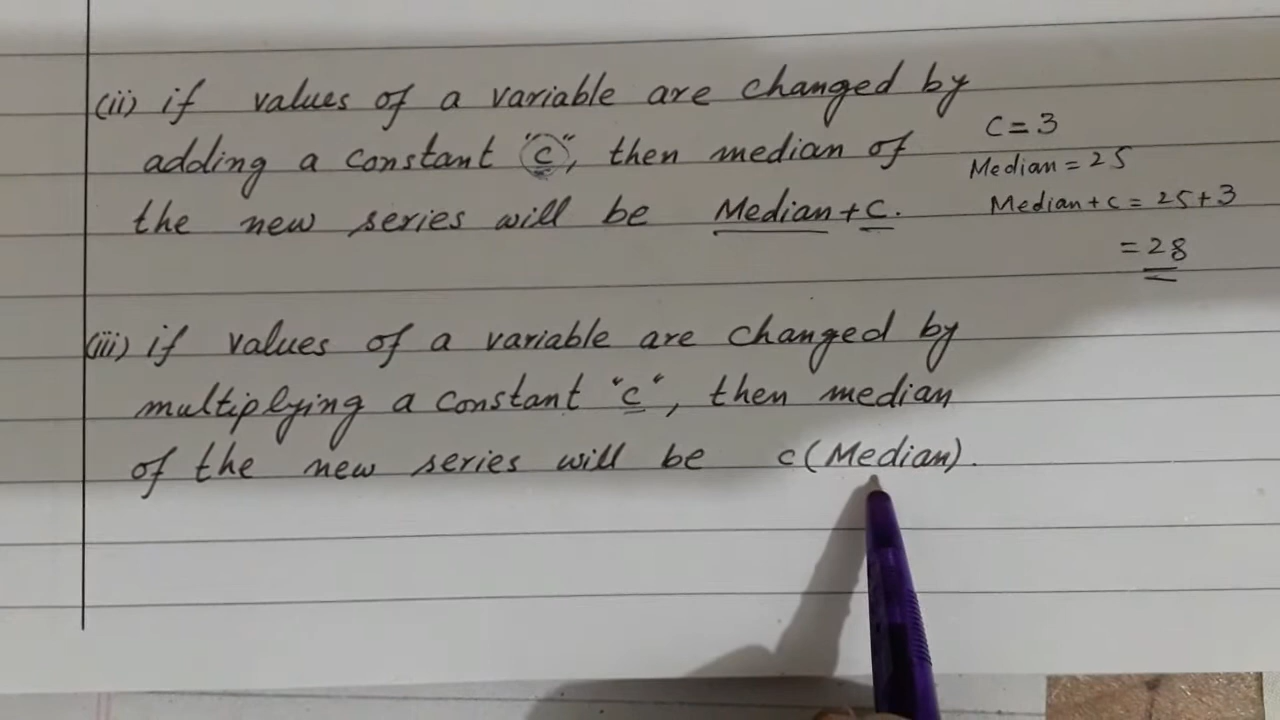 (ii) if values of a variable are changed by
adding a constant "c", then median of
the new series will be Median + c.
c = 3
Median = 25
Median + c = 25 + 3
= 28
(iii) if values of a variable are changed by
multiplying a constant "c", then median
of the new series will be c(Median).